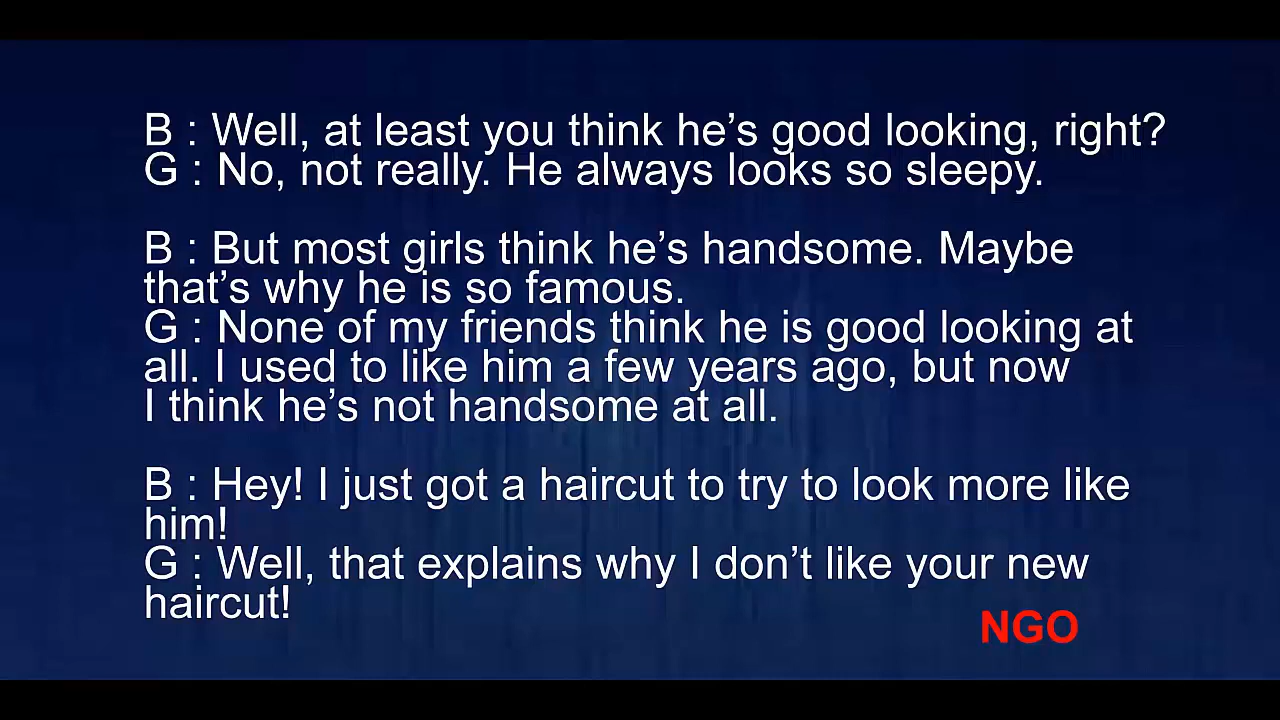 B : Well, at least you think he’s good looking, right?
G : No, not really. He always looks so sleepy.
B : But most girls think he’s handsome. Maybe
that’s why he is so famous.
G : None of my friends think he is good looking at
all. I used to like him a few years ago, but now
I think he’s not handsome at all.
B : Hey! I just got a haircut to try to look more like
him!
G : Well, that explains why I don’t like your new
haircut!
NGO